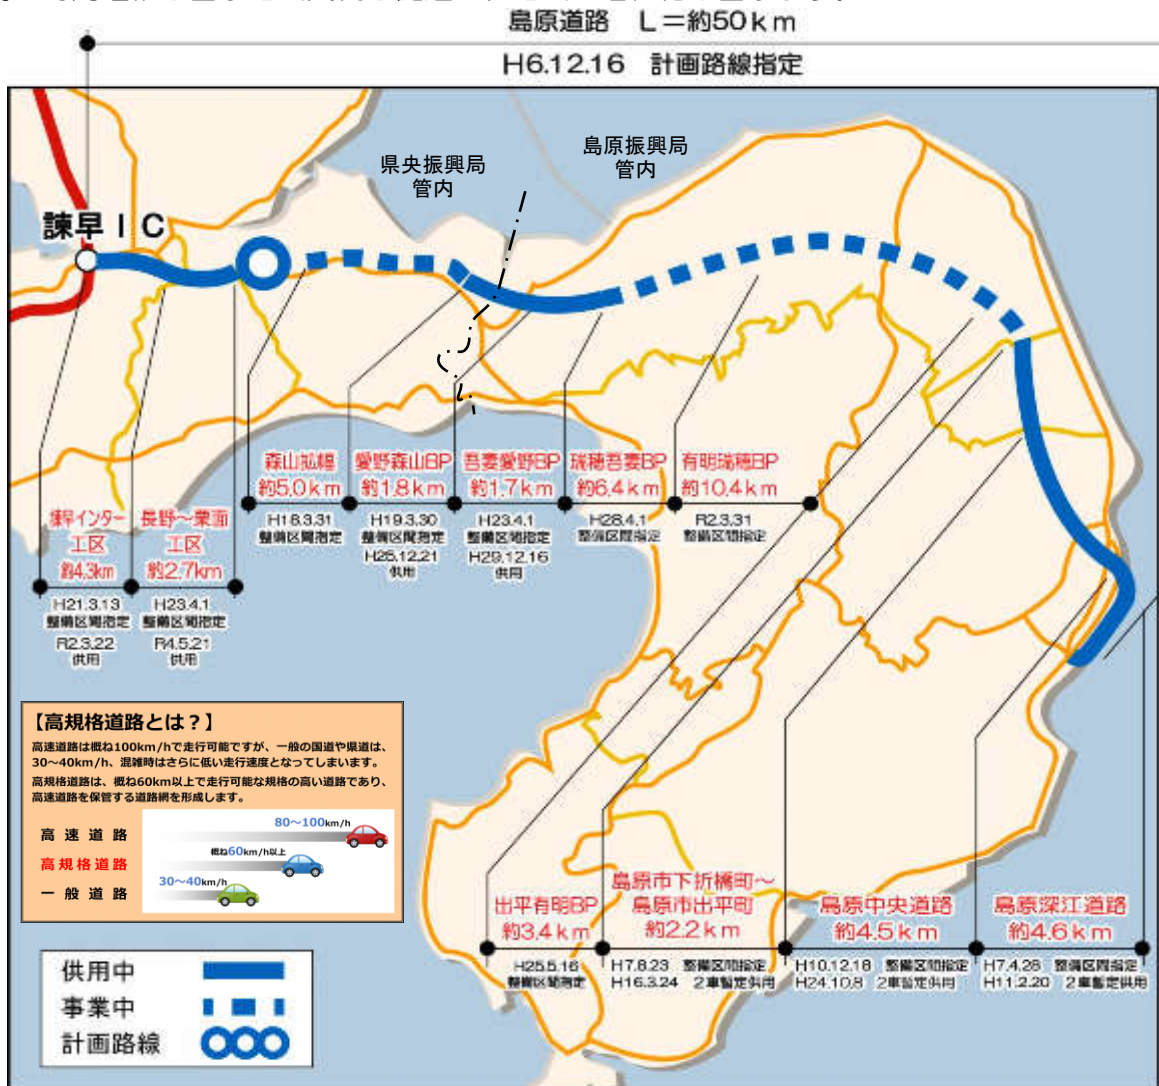 島原道路 L＝約50km
H6.12.16 計画路線指定
県央振興局
管内
島原振興局
管内
諫早IC
森山拡幅
約5.0km
H18.3.31
整備区間指定
愛野森山BP
約1.8km
H19.3.30
整備区間指定
H25.12.21
供用
吾妻愛野BP
約1.7km
H23.4.1
整備区間指定
H29.12.16
供用
瑞穂吾妻BP
約6.4km
H28.4.1
整備区間指定
有明瑞穂BP
約10.4km
R2.3.31
整備区間指定
諫早インター
工区
約4.3km
H21.3.13
整備区間指定
R2.3.22
供用
長野～栗面
工区
約2.7km
H23.4.1
整備区間指定
R4.5.21
供用
【高規格道路とは？】
高速道路は概ね100km/hで走行可能ですが、一般の国道や県道は、
30～40km/h、混雑時はさらに低い走行速度となってしまいます。
高規格道路は、概ね60km以上で走行可能な規格の高い道路であり、
高速道路を保管する道路網を形成します。
高速道路
80～100km/h
高規格道路
概ね60km/h以上
一般道路
30～40km/h
出平有明BP
約3.4km
H25.5.16
整備区間指定
島原市下折橋町～
島原市出平町
約2.2km
H7.8.23 整備区間指定
H16.3.24 2車暫定供用
島原中央道路
約4.5km
H10.12.18 整備区間指定
H24.10.8 2車暫定供用
島原深江道路
約4.6km
H7.4.28 整備区間指定
H11.2.20 2車暫定供用
供用中
事業中
計画路線